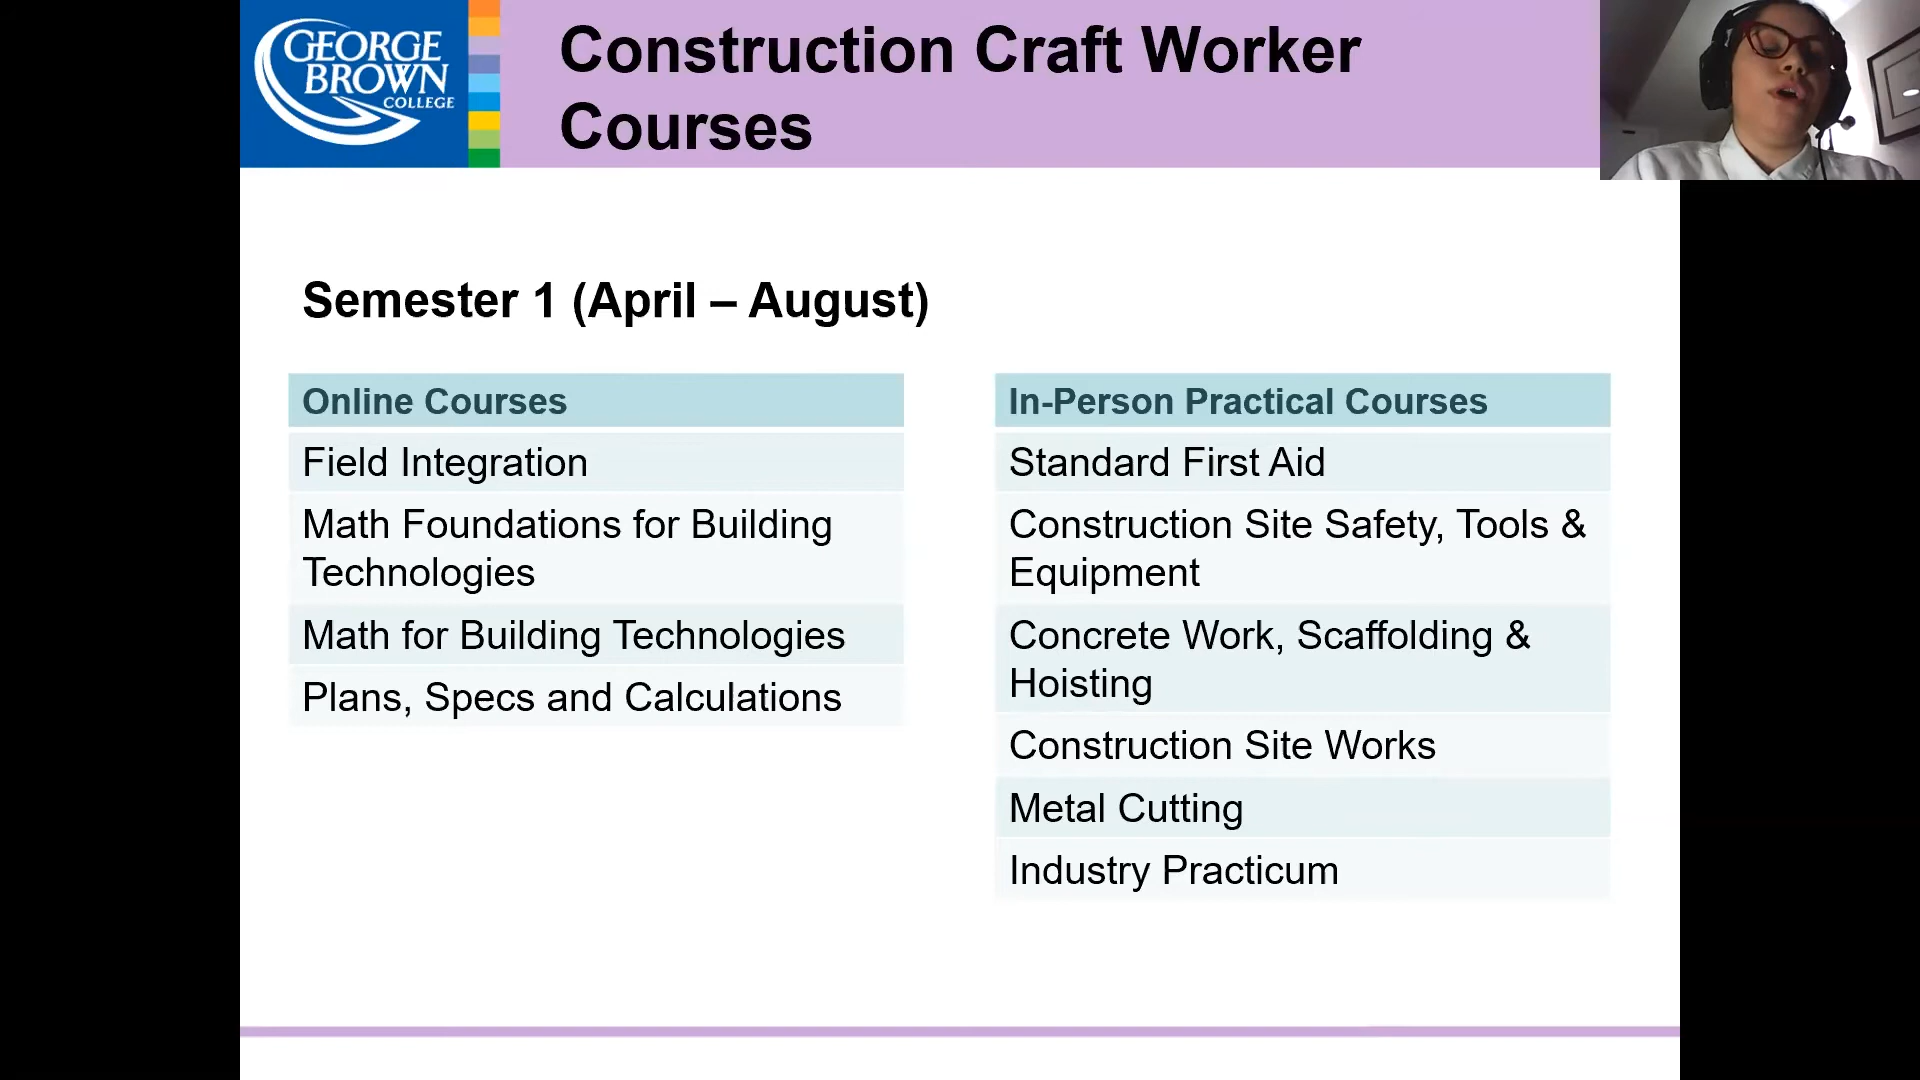 GEORGE
BROWN
COLLEGE
Construction Craft Worker
Courses
Semester 1 (April – August)
Online Courses
Field Integration
Math Foundations for Building
Technologies
Math for Building Technologies
Plans, Specs and Calculations
In-Person Practical Courses
Standard First Aid
Construction Site Safety, Tools &
Equipment
Concrete Work, Scaffolding &
Hoisting
Construction Site Works
Metal Cutting
Industry Practicum